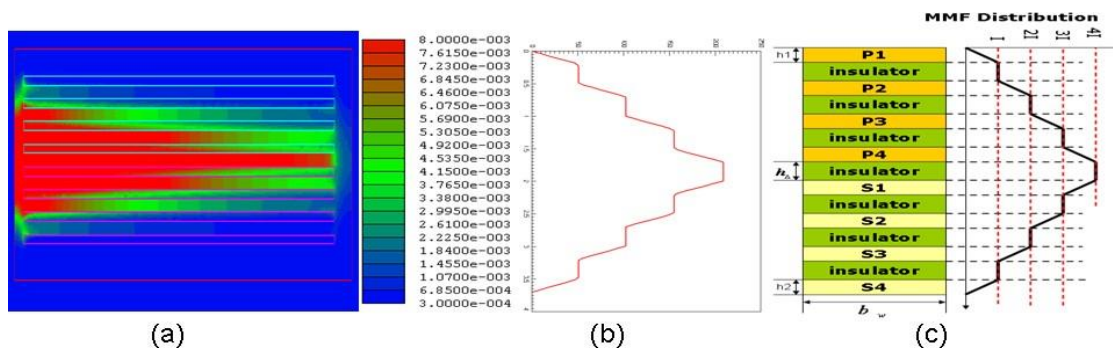 8.0000e-003
7.6150e-003
7.2300e-003
6.8450e-003
6.4600e-003
6.0750e-003
5.6900e-003
5.3050e-003
4.9200e-003
4.5350e-003
4.1500e-003
3.7650e-003
3.3800e-003
2.9950e-003
2.6100e-003
2.2250e-003
1.8400e-003
1.4550e-003
1.0700e-003
6.8500e-004
3.0000e-004
(a)
(b)
MMF Distribution
I 2I 3I 4I
h1
P1
insulator
P2
insulator
P3
insulator
P4
insulator
S1
insulator
S2
insulator
S3
insulator
h2
S4
(c)